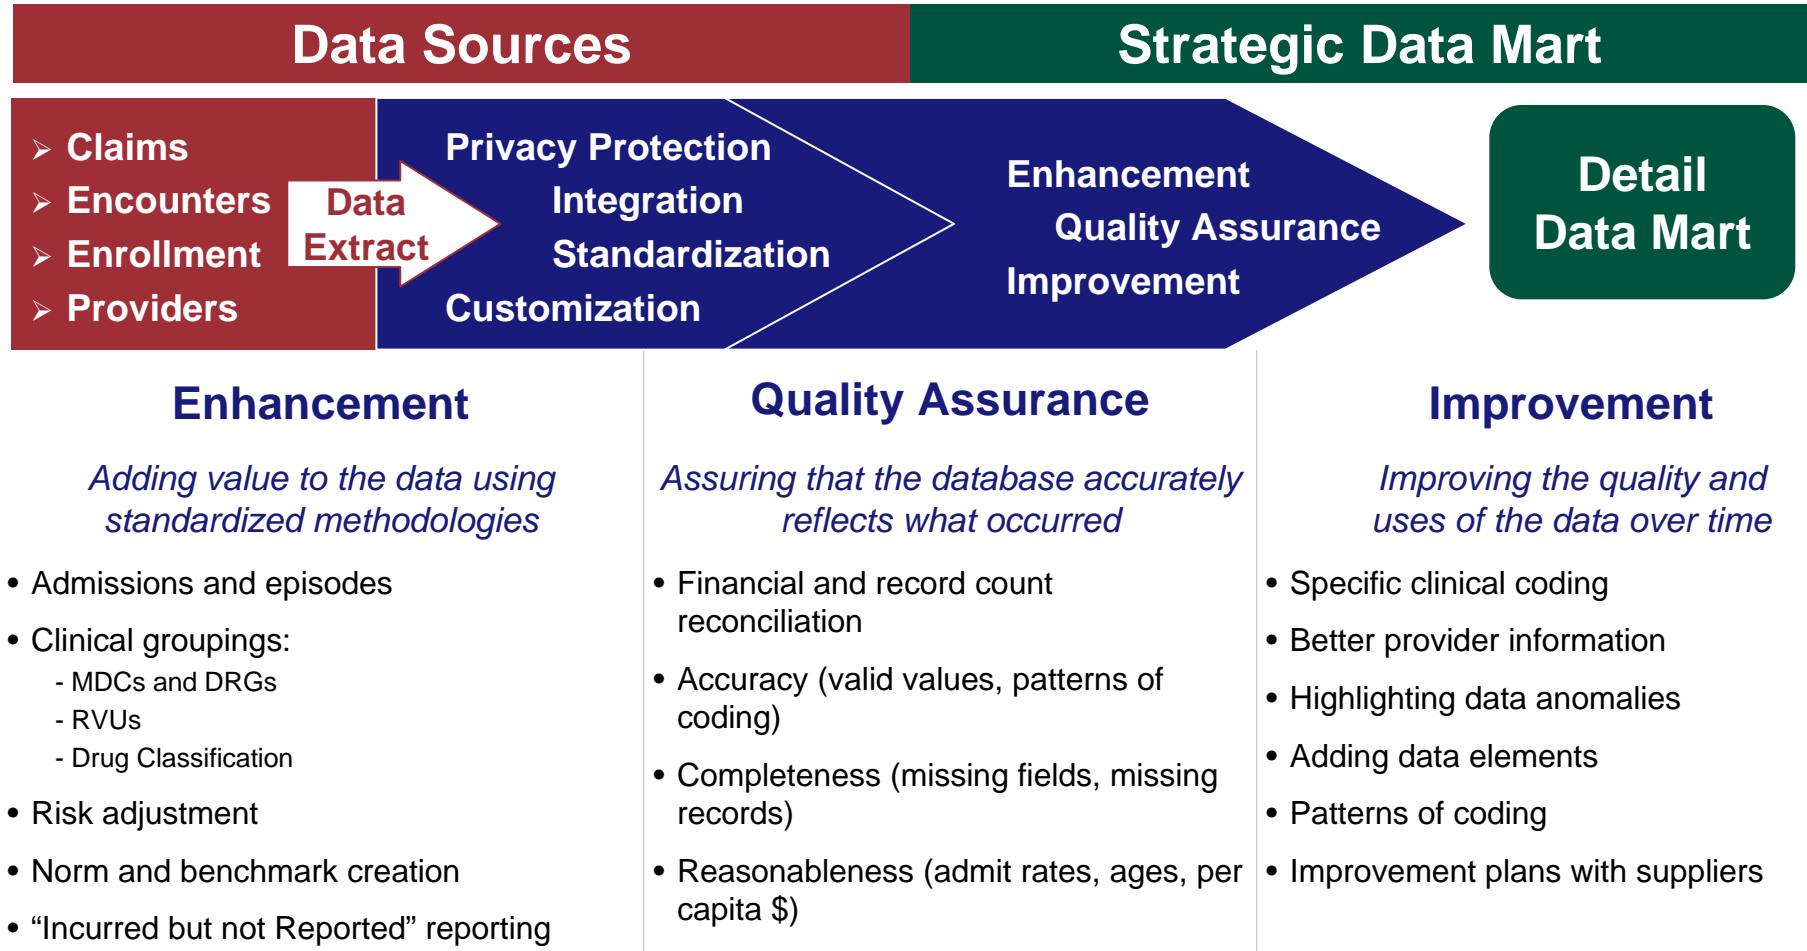 Data Sources
Strategic Data Mart
➢ Claims
➢ Encounters
➢ Enrollment
➢ Providers
Data
Extract
Privacy Protection
Integration
Standardization
Customization
Enhancement
Quality Assurance
Improvement
Detail
Data Mart
Enhancement
Adding value to the data using
standardized methodologies
• Admissions and episodes
• Clinical groupings:
- MDCs and DRGs
- RVUs
- Drug Classification
• Risk adjustment
• Norm and benchmark creation
• “Incurred but not Reported” reporting
Quality Assurance
Assuring that the database accurately
reflects what occurred
• Financial and record count
reconciliation
• Accuracy (valid values, patterns of
coding)
• Completeness (missing fields, missing
records)
• Reasonableness (admit rates, ages, per
capita $)
Improvement
Improving the quality and
uses of the data over time
• Specific clinical coding
• Better provider information
• Highlighting data anomalies
• Adding data elements
• Patterns of coding
• Improvement plans with suppliers